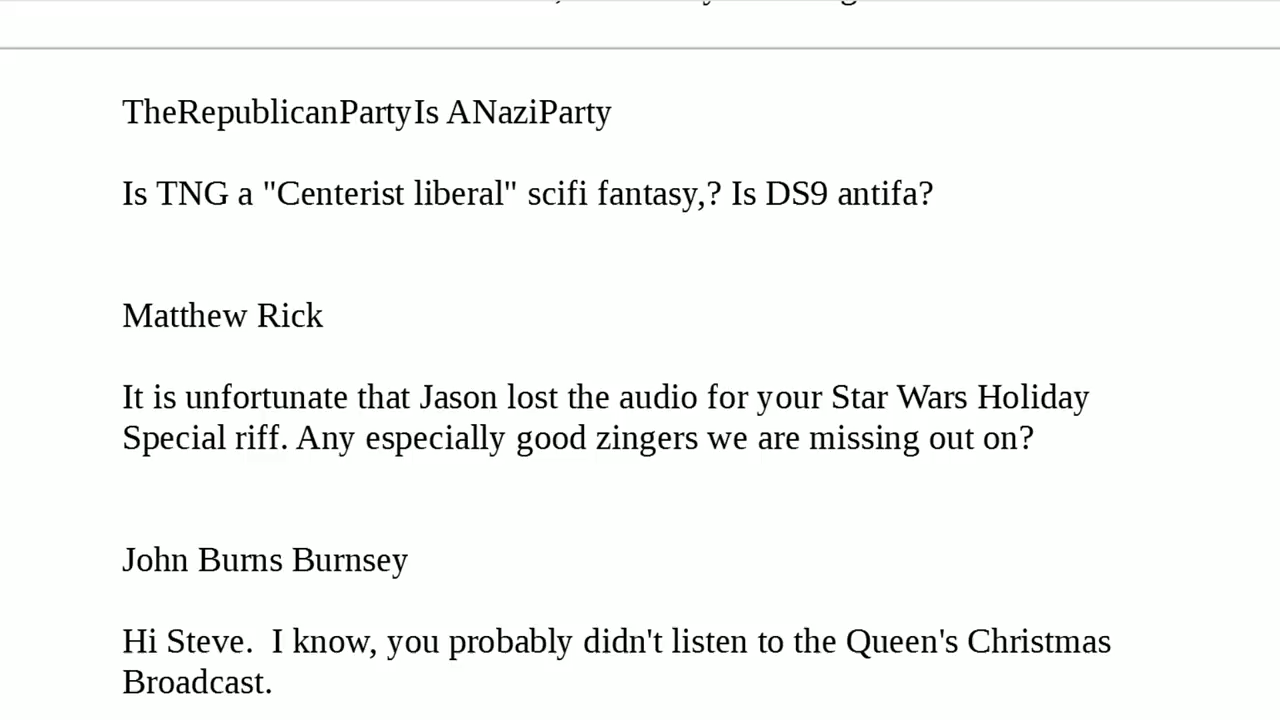 TheRepublicanPartyIs ANaziParty
Is TNG a "Centerist liberal" scifi fantasy,? Is DS9 antifa?
Matthew Rick
It is unfortunate that Jason lost the audio for your Star Wars Holiday
Special riff. Any especially good zingers we are missing out on?
John Burns Burnsey
Hi Steve.  I know, you probably didn't listen to the Queen's Christmas
Broadcast.